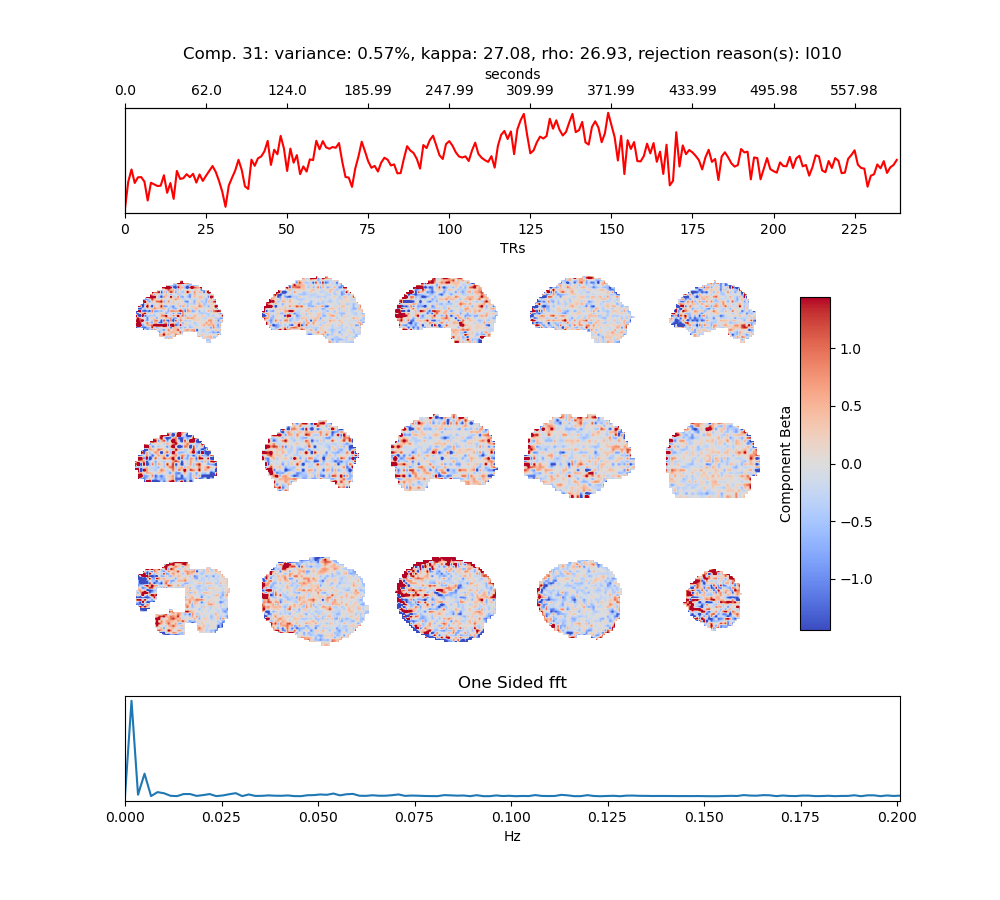 Comp. 31: variance: 0.57%, kappa: 27.08, rho: 26.93, rejection reason(s): I010
seconds
0.0 62.0 124.0 185.99 247.99 309.99 371.99 433.99 495.98 557.98
0 25 50 75 100 125 150 175 200 225
TRs
1.0
0.5
0.0
−0.5
−1.0
Component Beta
One Sided fft
0.000 0.025 0.050 0.075 0.100 0.125 0.150 0.175 0.200
Hz